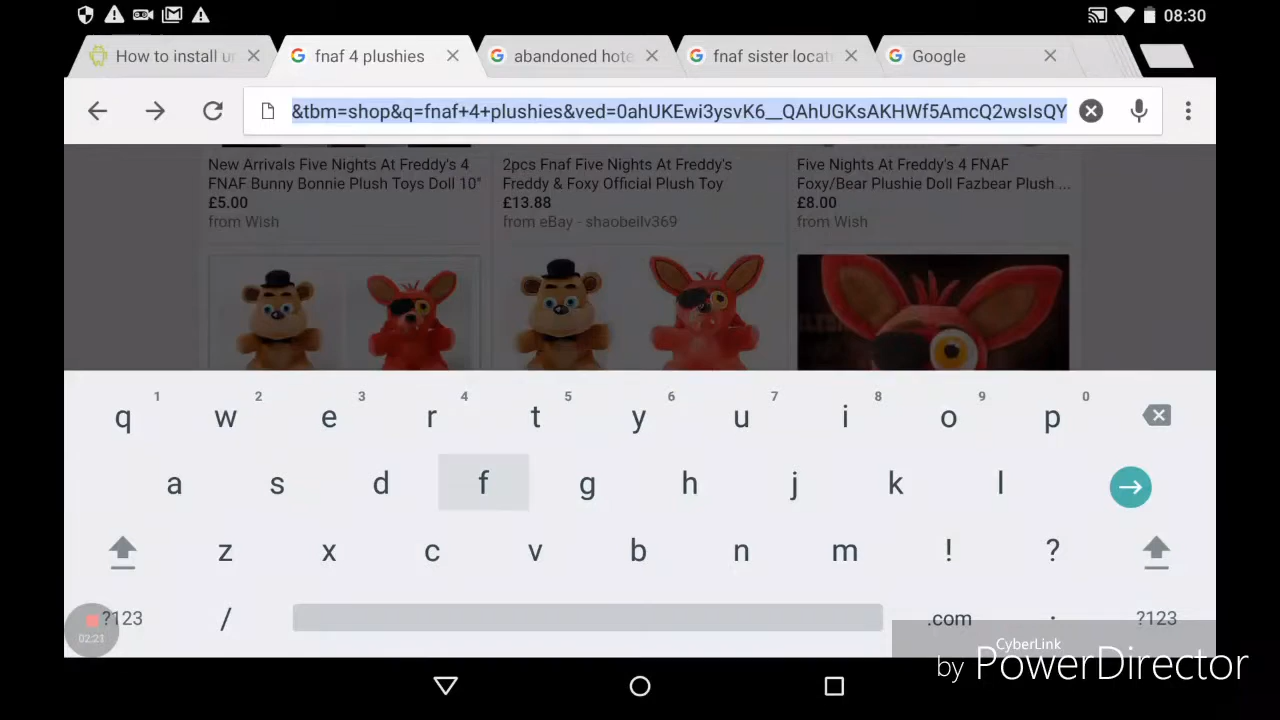 08:30
How to install ur
fnaf 4 plushies
abandoned hote
fnaf sister locat
Google
&tbm=shop&q=fnaf+4+plushies&ved=0ahUKEwi3ysvK6__QAhUGKsAKHWf5AmcQ2wsIsQY
New Arrivals Five Nights At Freddy's 4
FNAF Bunny Bonnie Plush Toys Doll 10"
£5.00
from Wish
2pcs Fnaf Five Nights At Freddy's
Freddy & Foxy Official Plush Toy
£13.88
from eBay - shaobeilv369
Five Nights At Freddy's 4 FNAF
Foxy/Bear Plushie Doll Fazbear Plush ...
£8.00
from Wish
1 2 3 4 5 6 7 8 9 0
q w e r t y u i o p
a s d f g h j k l
z x c v b n m ! ?
?123 / .com . ?123
02:21
CyberLink
by PowerDirector